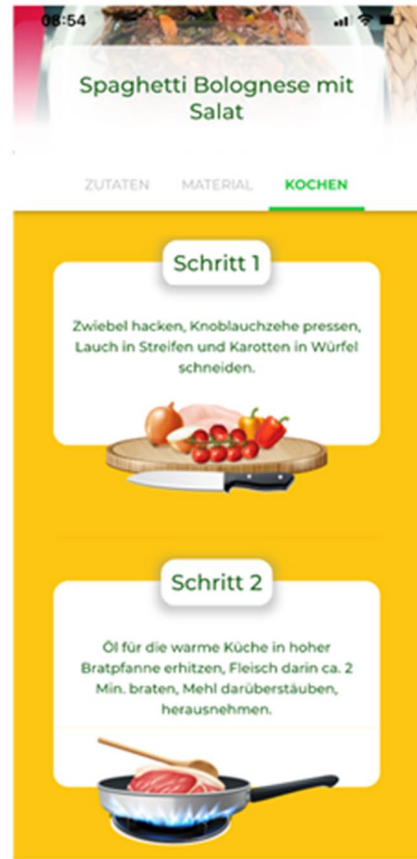 08:54
Spaghetti Bolognese mit
Salat
ZUTATEN MATERIAL KOCHEN
Schritt 1
Zwiebel hacken, Knoblauchzehe pressen,
Lauch in Streifen und Karotten in Würfel
schneiden.
Schritt 2
Öl für die warme Küche in hoher
Bratpfanne erhitzen, Fleisch darin ca. 2
Min. braten, Mehl darüberstäuben,
herausnehmen.